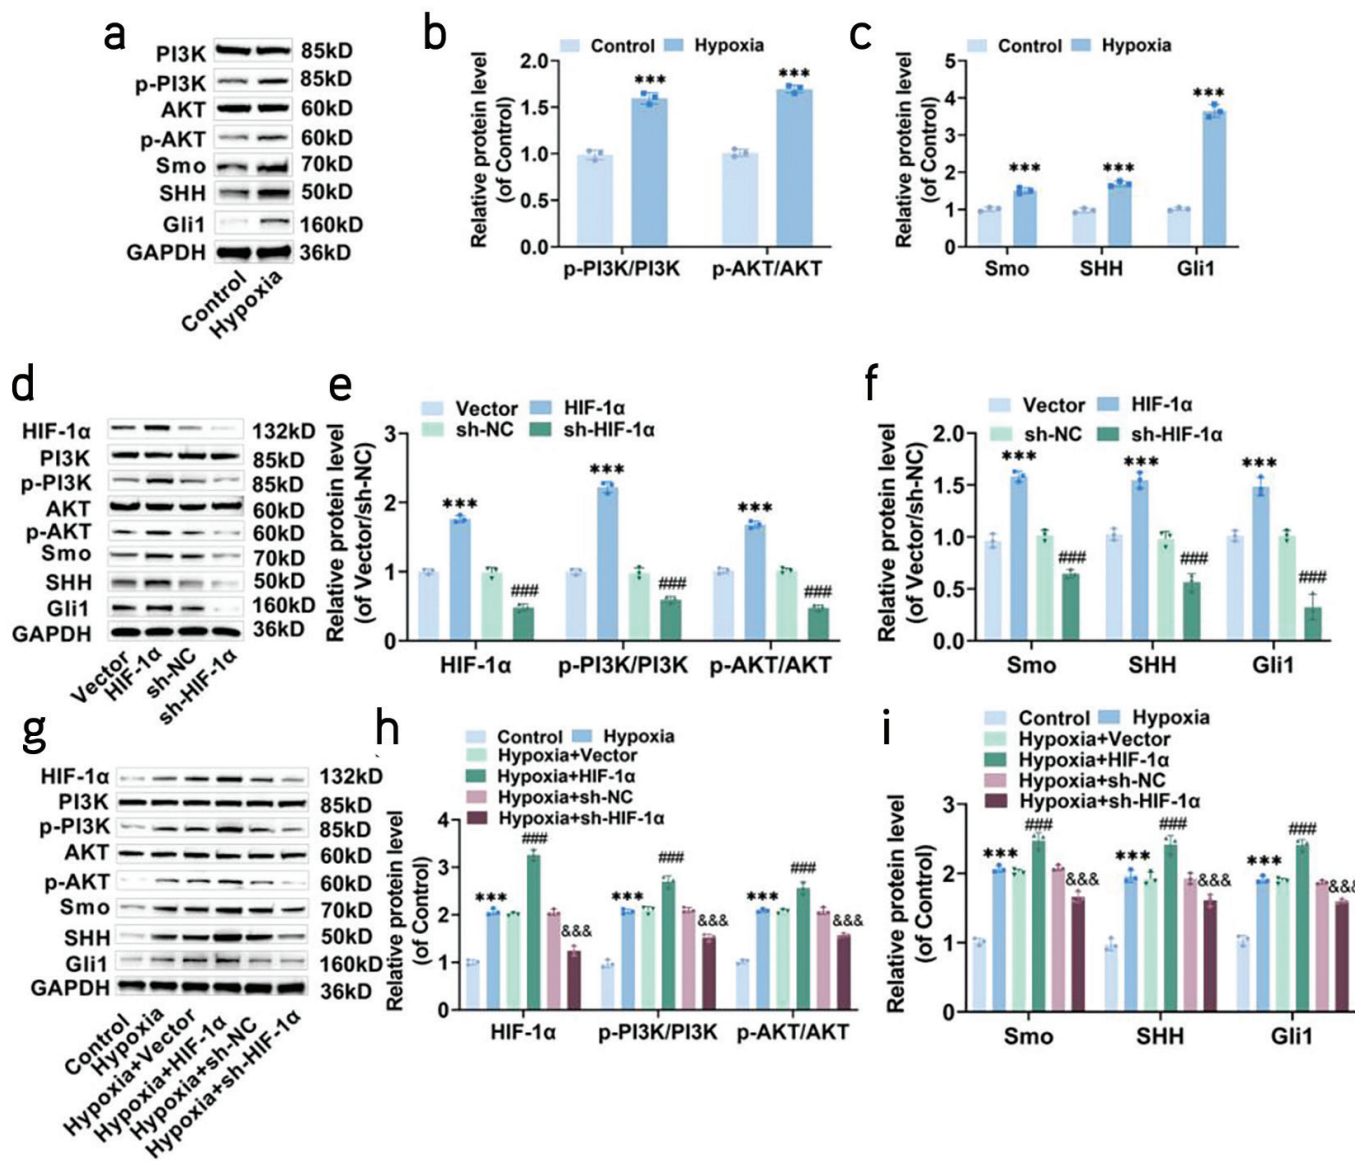 a
PI3K 85kD
p-PI3K 85kD
AKT 60kD
p-AKT 60kD
Smo 70kD
SHH 50kD
Gli1 160kD
GAPDH 36kD
Control
Hypoxia
b
Control Hypoxia
Relative protein level
(of Control)
2.0
1.5
1.0
0.5
0.0
*** ***
p-PI3K/PI3K p-AKT/AKT
c
Control Hypoxia
Relative protein level
(of Control)
5
4
3
2
1
0
*** *** ***
Smo SHH Gli1
d
HIF-1α 132kD
PI3K 85kD
p-PI3K 85kD
AKT 60kD
p-AKT 60kD
Smo 70kD
SHH 50kD
Gli1 160kD
GAPDH 36kD
Vector
HIF-1α
sh-NC
sh-HIF-1α
e
Vector HIF-1α
sh-NC sh-HIF-1α
Relative protein level
(of Vector/sh-NC)
3
2
1
0
*** *** ***
### ### ###
HIF-1α p-PI3K/PI3K p-AKT/AKT
f
Vector HIF-1α
sh-NC sh-HIF-1α
Relative protein level
(of Vector/sh-NC)
2.0
1.5
1.0
0.5
0.0
*** *** ***
### ### ###
Smo SHH Gli1
g
HIF-1α 132kD
PI3K 85kD
p-PI3K 85kD
AKT 60kD
p-AKT 60kD
Smo 70kD
SHH 50kD
Gli1 160kD
GAPDH 36kD
Control
Hypoxia
Hypoxia+Vector
Hypoxia+HIF-1α
Hypoxia+sh-NC
Hypoxia+sh-HIF-1α
h
Control Hypoxia
Hypoxia+Vector
Hypoxia+HIF-1α
Hypoxia+sh-NC
Hypoxia+sh-HIF-1α
Relative protein level
(of Control)
4
3
2
1
0
### ### ###
*** *** ***
&&& &&& &&&
HIF-1α p-PI3K/PI3K p-AKT/AKT
i
Control Hypoxia
Hypoxia+Vector
Hypoxia+HIF-1α
Hypoxia+sh-NC
Hypoxia+sh-HIF-1α
Relative protein level
(of Control)
3
2
1
0
### ### ###
*** *** ***
&&& &&& &&&
Smo SHH Gli1